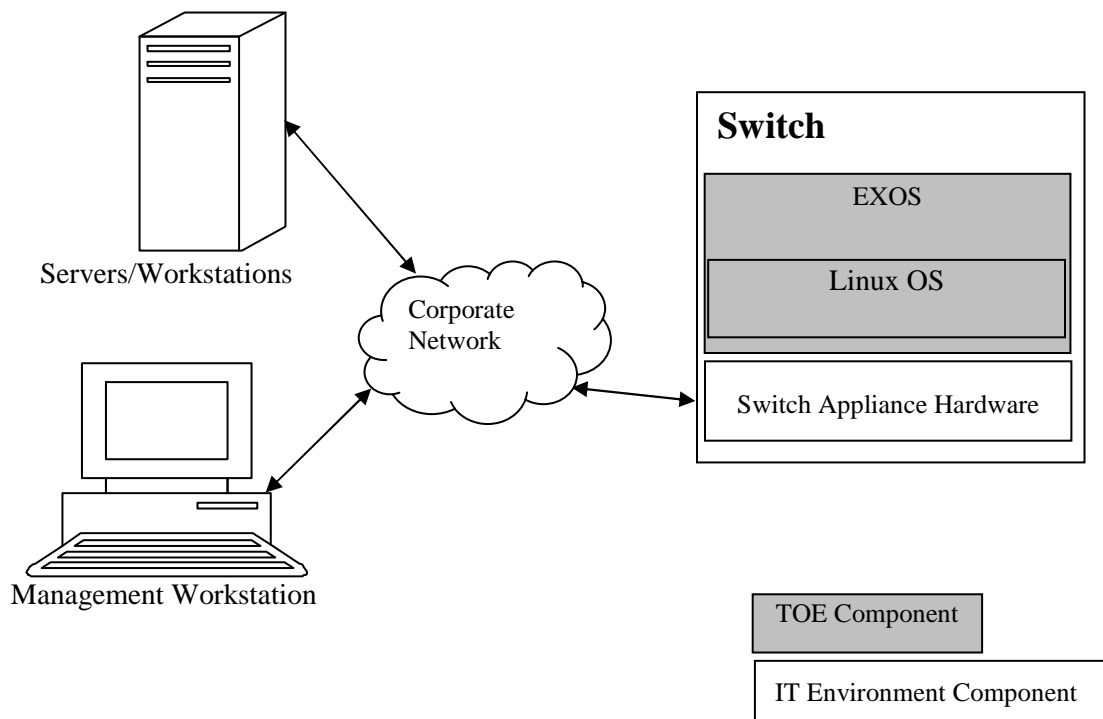 Switch
EXOS
Linux OS
Switch Appliance Hardware
Servers/Workstations
Corporate
Network
Management Workstation
TOE Component
IT Environment Component